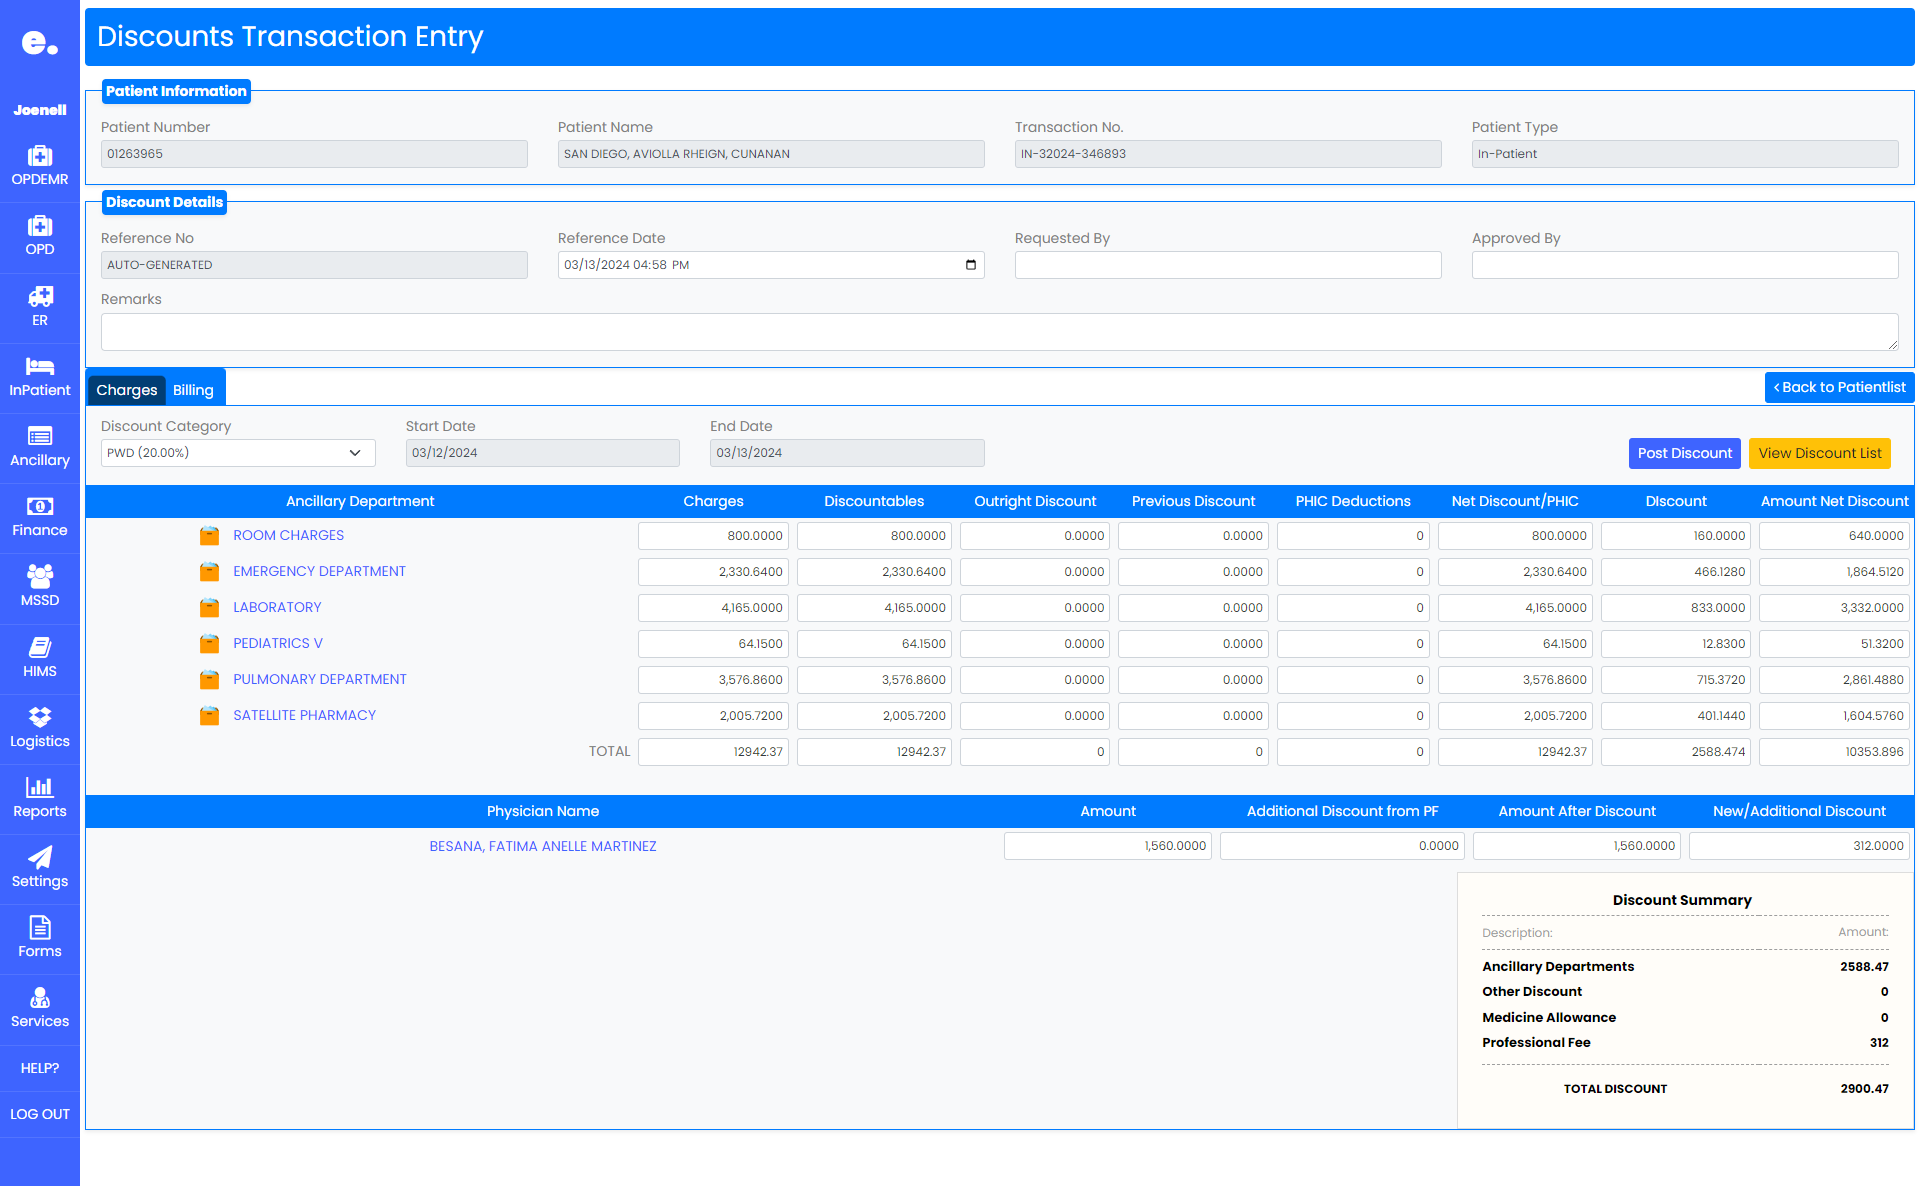 e.
Discounts Transaction Entry
Joenell
OPDEMR
OPD
ER
InPatient
Ancillary
Finance
MSSD
HIMS
Logistics
Reports
Settings
Forms
Services
HELP?
LOG OUT
Patient Information
Patient Number Patient Name Transaction No. Patient Type
01263965 SAN DIEGO, AVIOLLA RHEIGN, CUNANAN IN-32024-346893 In-Patient
Discount Details
Reference No Reference Date Requested By Approved By
AUTO-GENERATED 03/13/2024 04:58 PM
Remarks
Charges Billing < Back to Patientlist
Discount Category Start Date End Date
PWD (20.00%) 03/12/2024 03/13/2024 Post Discount View Discount List
Ancillary Department Charges Discountables Outright Discount Previous Discount PHIC Deductions Net Discount/PHIC DIscount Amount Net Discount
ROOM CHARGES 800.0000 800.0000 0.0000 0.0000 0 800.0000 160.0000 640.0000
EMERGENCY DEPARTMENT 2,330.6400 2,330.6400 0.0000 0.0000 0 2,330.6400 466.1280 1,864.5120
LABORATORY 4,165.0000 4,165.0000 0.0000 0.0000 0 4,165.0000 833.0000 3,332.0000
PEDIATRICS V 64.1500 64.1500 0.0000 0.0000 0 64.1500 12.8300 51.3200
PULMONARY DEPARTMENT 3,576.8600 3,576.8600 0.0000 0.0000 0 3,576.8600 715.3720 2,861.4880
SATELLITE PHARMACY 2,005.7200 2,005.7200 0.0000 0.0000 0 2,005.7200 401.1440 1,604.5760
TOTAL 12942.37 12942.37 0 0 0 12942.37 2588.474 10353.896
Physician Name Amount Additional Discount from PF Amount After Discount New/Additional Discount
BESANA, FATIMA ANELLE MARTINEZ 1,560.0000 0.0000 1,560.0000 312.0000
Discount Summary
Description: Amount:
Ancillary Departments 2588.47
Other Discount 0
Medicine Allowance 0
Professional Fee 312
TOTAL DISCOUNT 2900.47